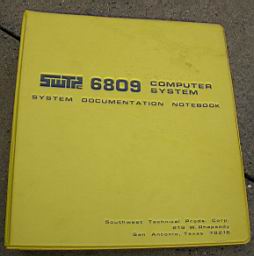 SWTPC 6809 COMPUTER SYSTEM
SYSTEM DOCUMENTATION NOTEBOOK
Southwest Technical Prods. Corp.
219 W. Rhapsody
San Antonio, Texas 78216